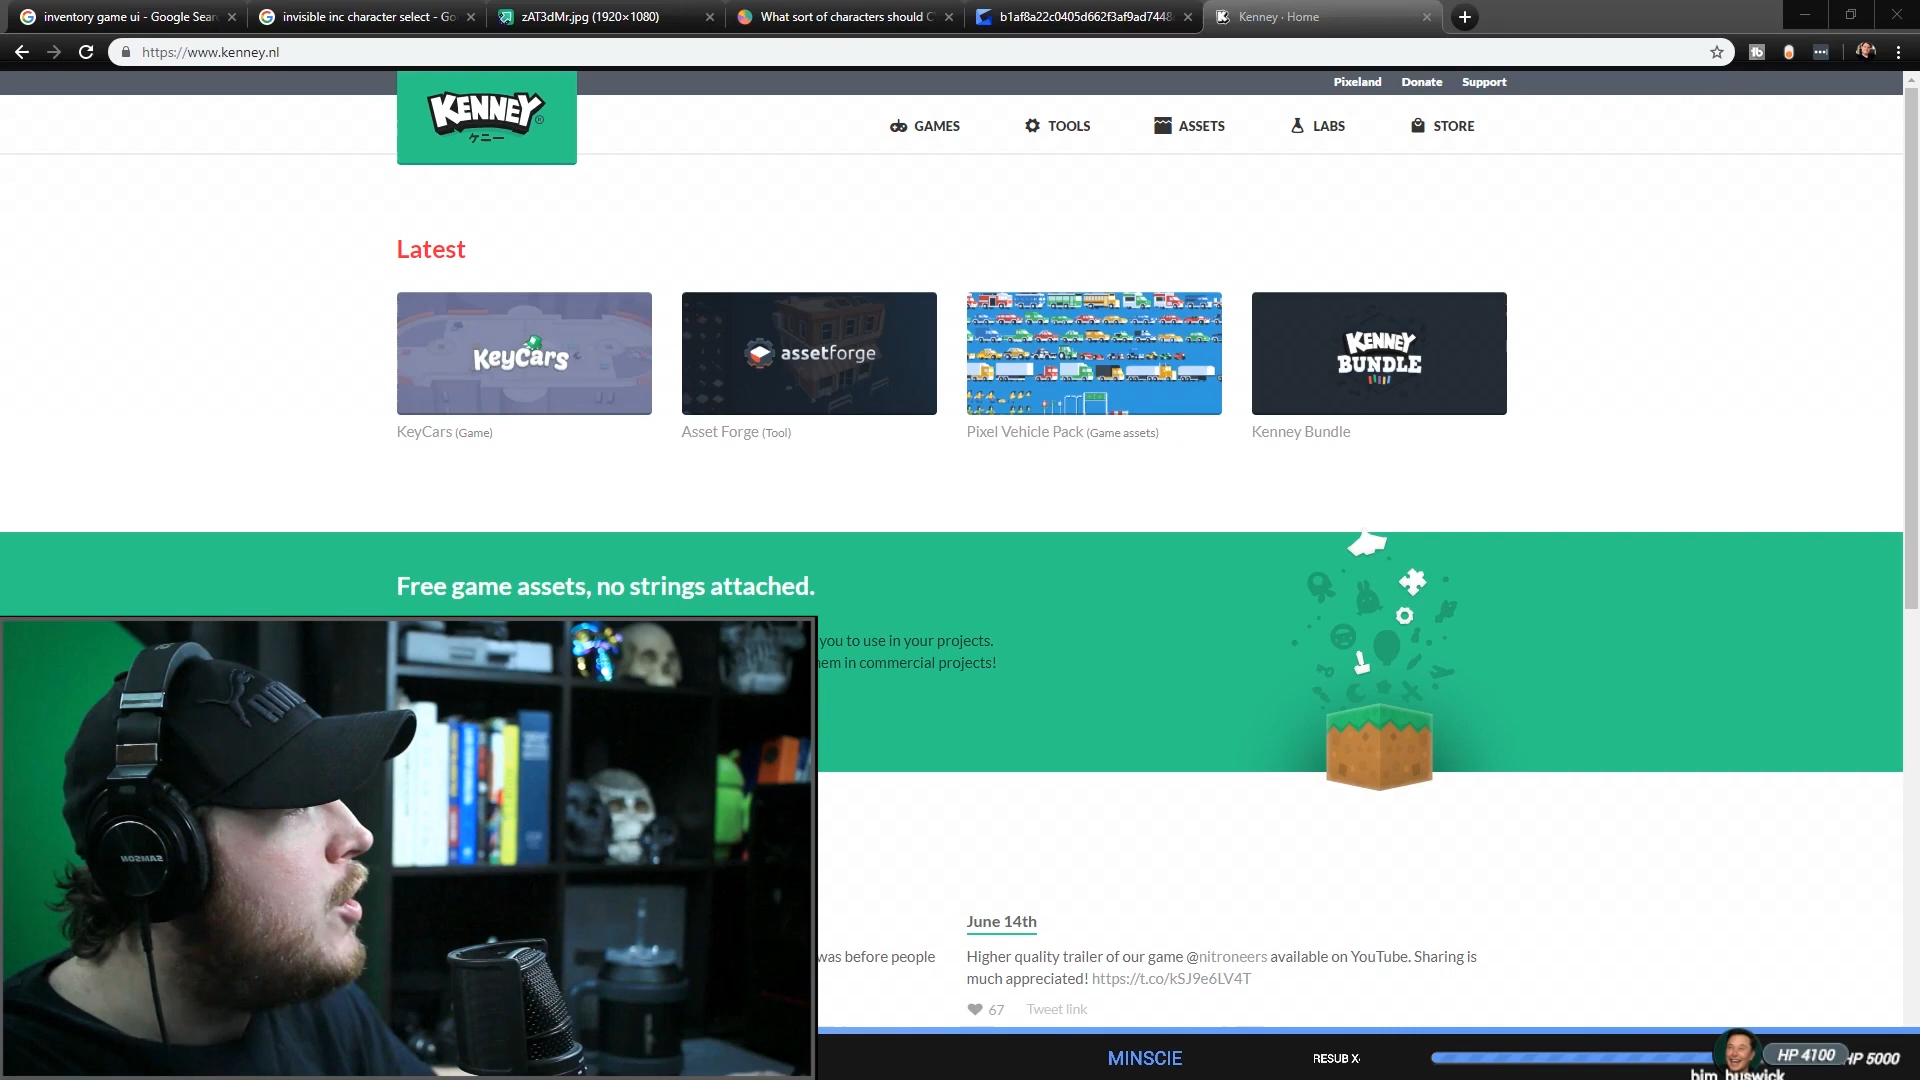 inventory game ui - Google Sear
invisible inc character select - Go
zAT3dMr.jpg (1920×1080)
What sort of characters should C
b1af8a22c0405d662f3af9ad7448
Kenney · Home
https://www.kenney.nl
Pixeland
Donate
Support
KENNEY
ケニー
GAMES
TOOLS
ASSETS
LABS
STORE
Latest
KeyCars
assetforge
KENNEY
BUNDLE
KeyCars (Game)
Asset Forge (Tool)
Pixel Vehicle Pack (Game assets)
Kenney Bundle
Free game assets, no strings attached.
you to use in your projects.
hem in commercial projects!
SAMSON
was before people
June 14th
Higher quality trailer of our game @nitroneers available on YouTube. Sharing is
much appreciated! https://t.co/kSJ9e6LV4T
67
Tweet link
MINSCIE
RESUB X
HP 4100
HP 5000
him_buswick